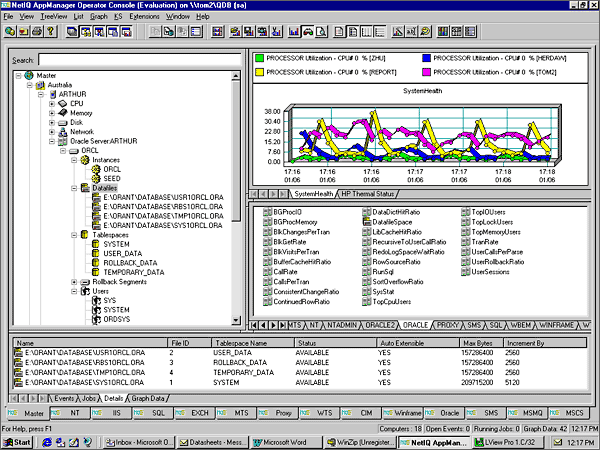 NetIQ AppManager Operator Console (Evaluation) on \\tom2\QDB (sa)
File View TreeView List Graph KS Extensions Window Help
Search:
Master
Australia
ARTHUR
CPU
Memory
Disk
Network
Oracle Server:ARTHUR
ORCL
Instances
ORCL
SEED
Datafiles
E:\ORANT\DATABASE\USR1ORCL.ORA
E:\ORANT\DATABASE\RBS1ORCL.ORA
E:\ORANT\DATABASE\TMP1ORCL.ORA
E:\ORANT\DATABASE\SYS1ORCL.ORA
Tablespaces
SYSTEM
USER_DATA
ROLLBACK_DATA
TEMPORARY_DATA
Rollback Segments
Users
SYS
SYSTEM
ORDSYS
PROCESSOR Utilization - CPU# 0 % [ZHU] PROCESSOR Utilization - CPU# 0 % [HERDAW]
PROCESSOR Utilization - CPU# 0 % [REPORT] PROCESSOR Utilization - CPU# 0 % [TOM2]
SystemHealth
38.00
30.40
22.80
15.20
7.60
0.00
17:16 17:16 17:17 17:17 17:17 17:18 17:18
01/06 01/06 01/06 01/06 01/06 01/06 01/06
SystemHealth HP Thermal Status
BGProcIO DataDictHitRatio TopIOUsers
BGProcMemory DatafileSpace TopLockUsers
BlkChangesPerTran LibCacheHitRatio TopMemoryUsers
BlkGetRate RecursiveToUserCallRatio TranRate
BlkVisitsPerTran RedoLogSpaceWaitRatio UserCallsPerParse
BufferCacheHitRatio RowSourceRatio UserRollbackRatio
CallRate RunSql UserSessions
CallsPerTran SortOverflowRatio
ConsistentChangeRatio SysStat
ContinuedRowRatio TopCpuUsers
MTS NT NTADMIN ORACLE2 ORACLE PROXY SMS SQL WBEM WINFRAME
Name File ID Tablespace Name Status Auto Extensible Max Bytes Increment By
E:\ORANT\DATABASE\USR1ORCL.ORA 2 USER_DATA AVAILABLE YES 157286400 2560
E:\ORANT\DATABASE\RBS1ORCL.ORA 3 ROLLBACK_DATA AVAILABLE YES 157286400 2560
E:\ORANT\DATABASE\TMP1ORCL.ORA 4 TEMPORARY_DATA AVAILABLE YES 157286400 2560
E:\ORANT\DATABASE\SYS1ORCL.ORA 1 SYSTEM AVAILABLE YES 209715200 5120
Events Jobs Details Graph Data
Master NT IIS SQL EXCH MTS Proxy WTS CIM Winframe Oracle SMS MSMQ MSCS
For Help, press F1 Computers : 18 Open Events : 0 Running Jobs : 0 Graph Data: 42 12:17 PM
Start Inbox - Microsoft O... Datasheets - Mess... Microsoft Word WinZip (Unregister... NetIQ AppMan... LView Pro 1.C/32 12:17 PM